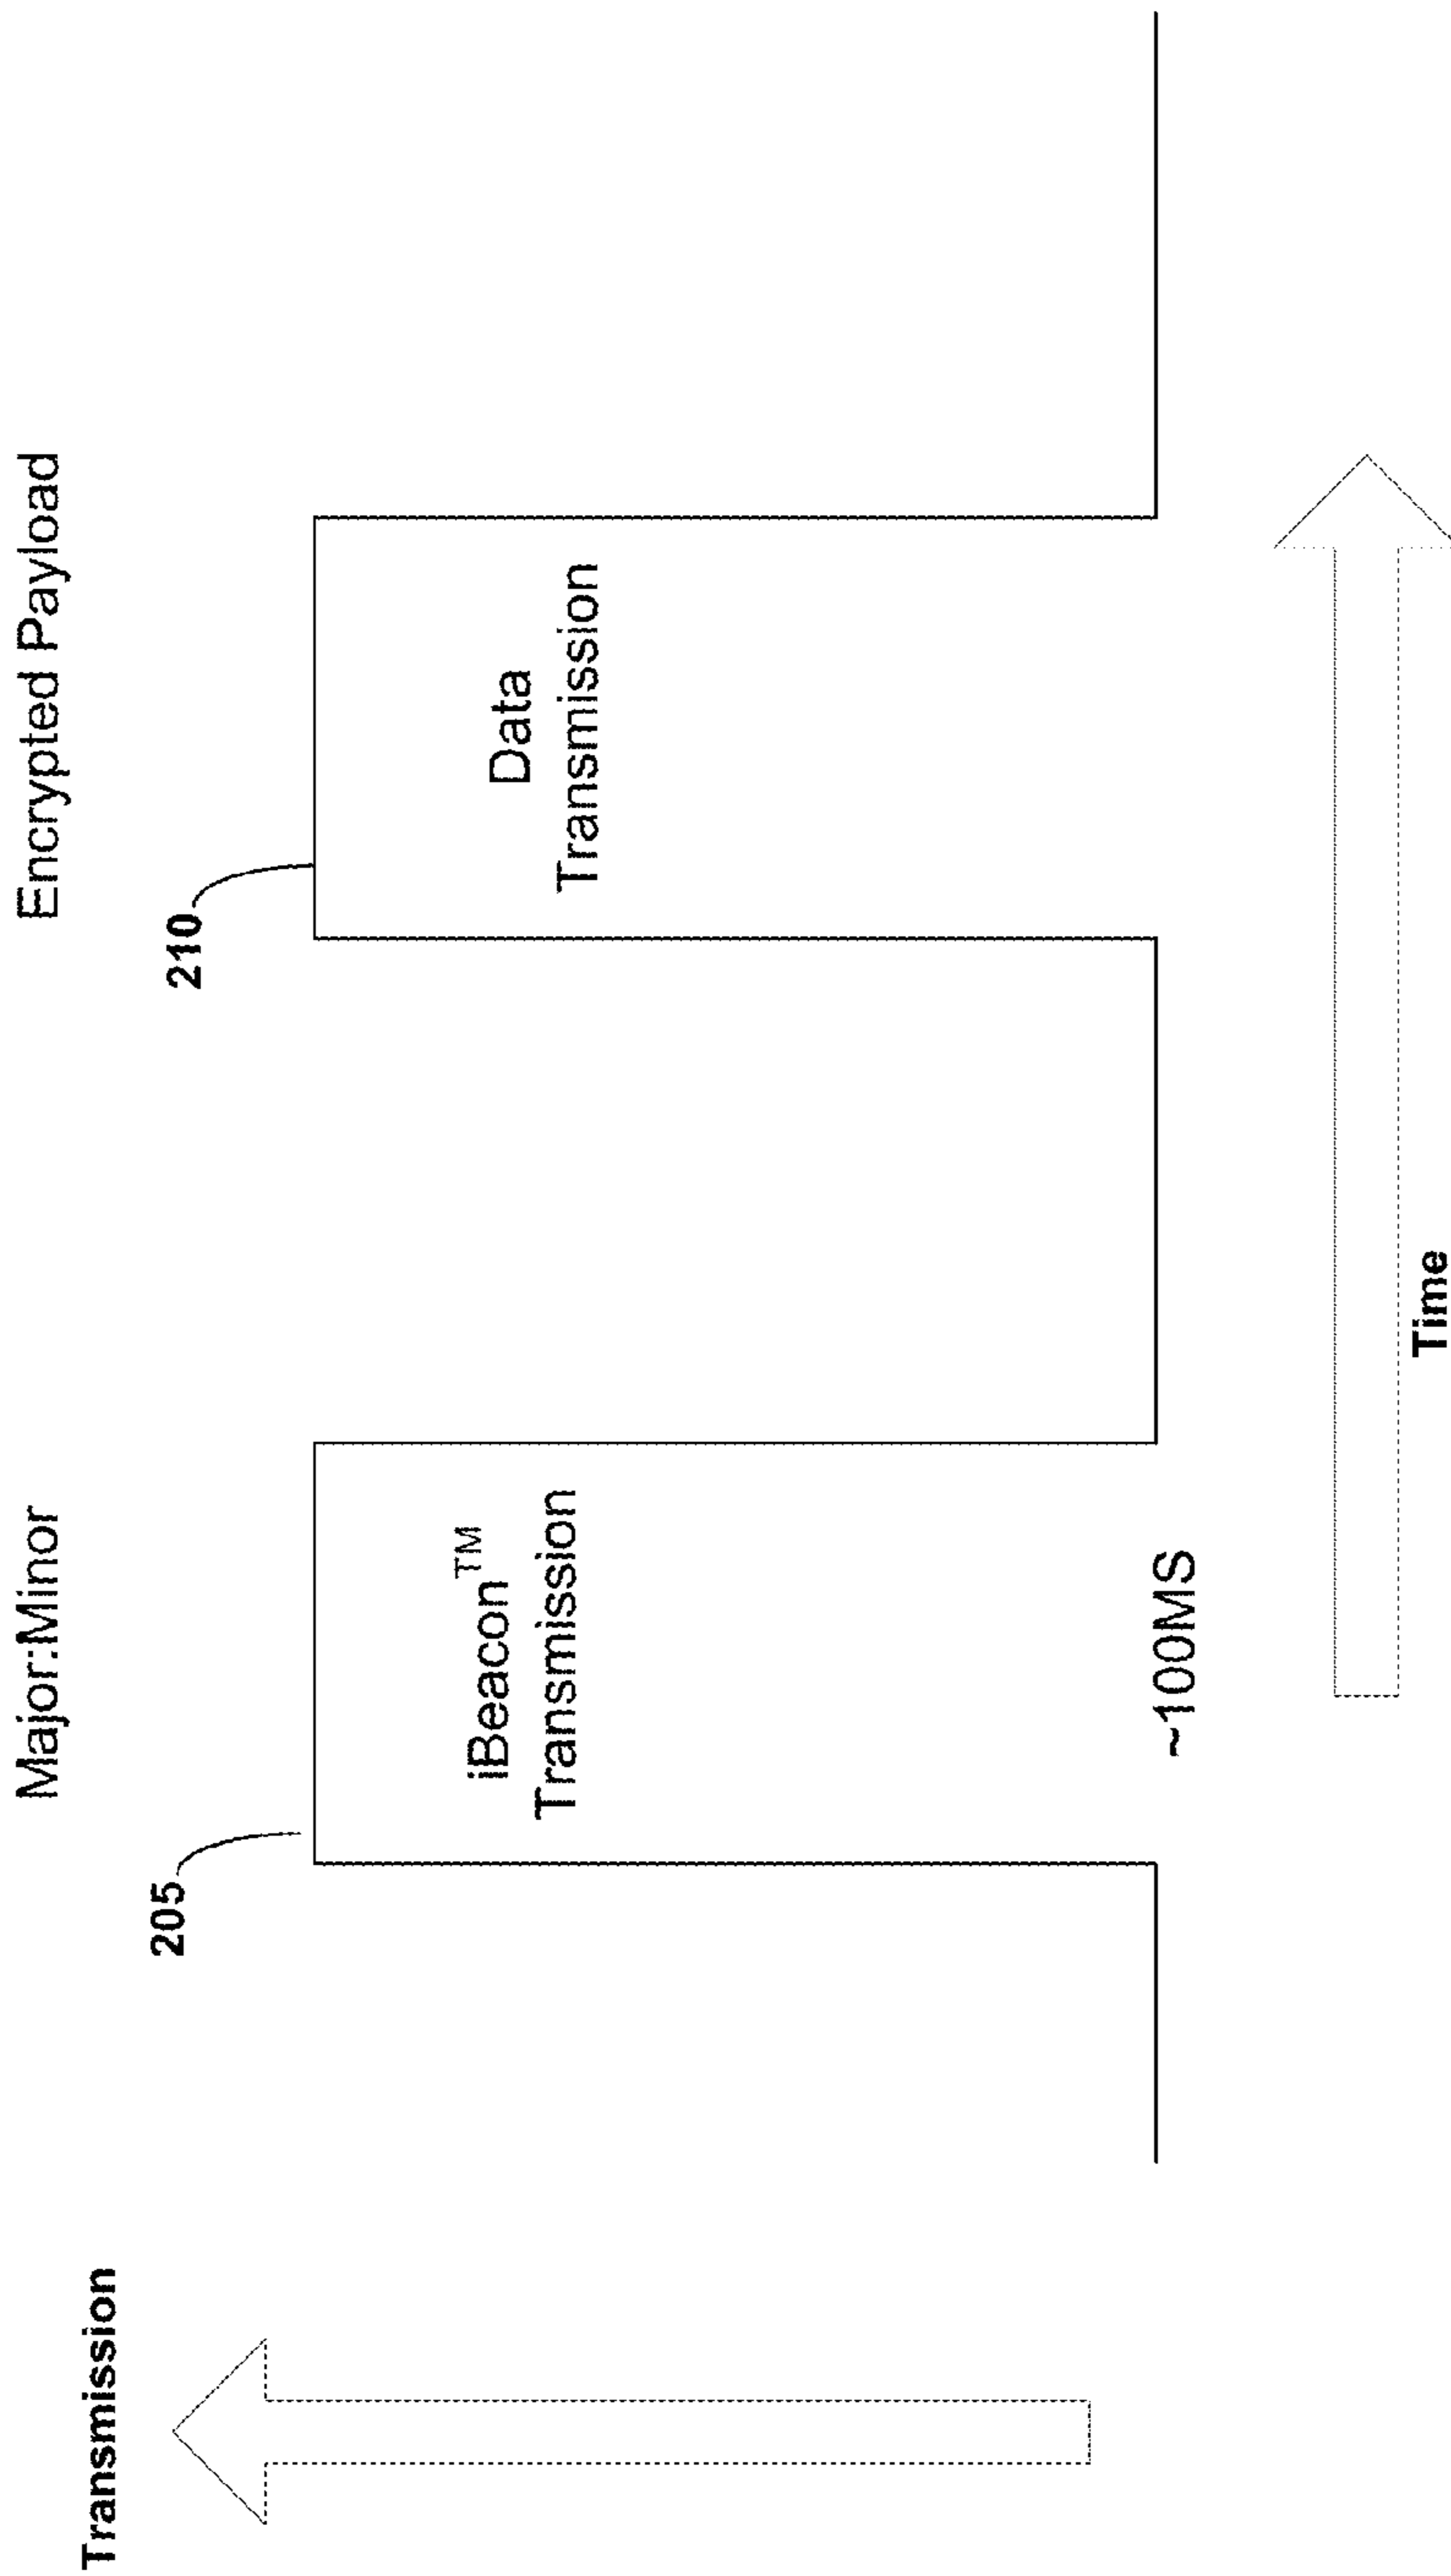 Transmission
Major:Minor
Encrypted Payload
205
210
iBeacon™
Transmission
Data
Transmission
~100MS
Time